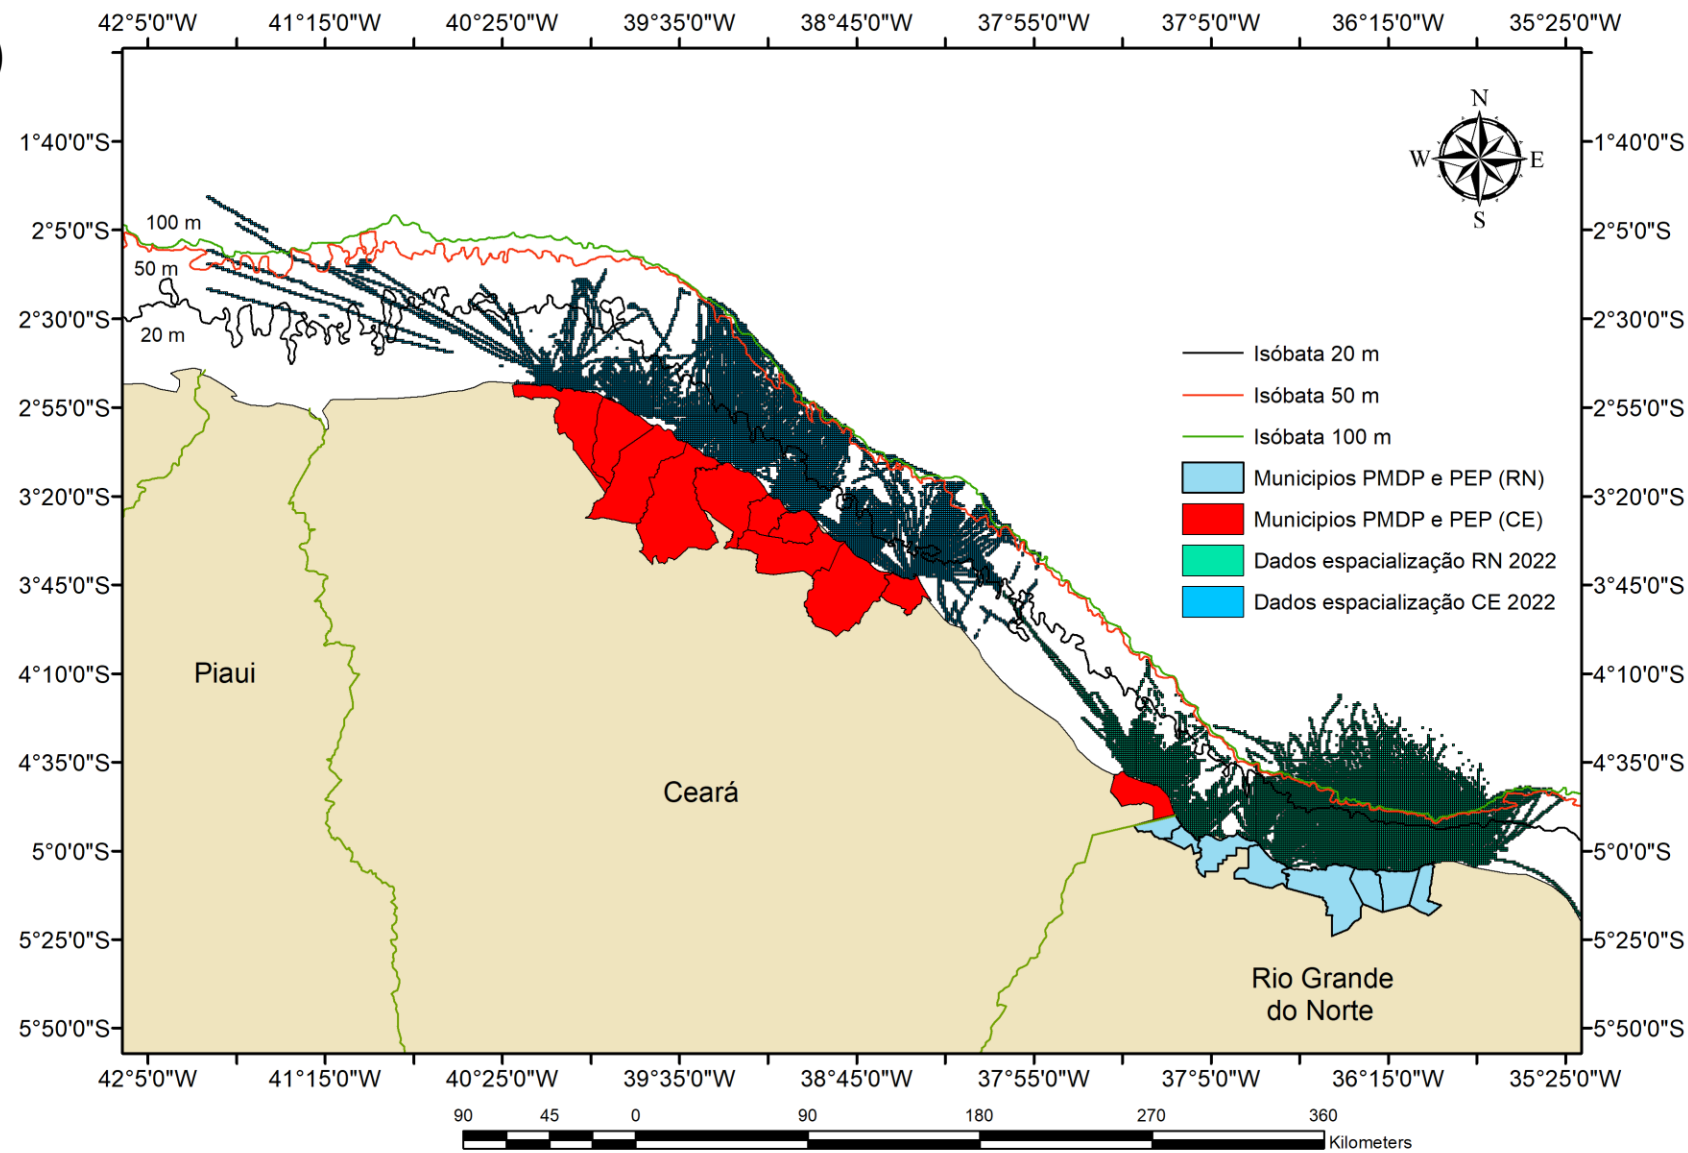 42°5'0"W 41°15'0"W 40°25'0"W 39°35'0"W 38°45'0"W 37°55'0"W 37°5'0"W 36°15'0"W 35°25'0"W
)
N
W E
S
1°40'0"S 1°40'0"S
2°5'0"S 2°5'0"S
2°30'0"S 2°30'0"S
2°55'0"S 2°55'0"S
3°20'0"S 3°20'0"S
3°45'0"S 3°45'0"S
4°10'0"S 4°10'0"S
4°35'0"S 4°35'0"S
5°0'0"S 5°0'0"S
5°25'0"S 5°25'0"S
5°50'0"S 5°50'0"S
100 m
50 m
20 m
Isóbata 20 m
Isóbata 50 m
Isóbata 100 m
Municipios PMDP e PEP (RN)
Municipios PMDP e PEP (CE)
Dados espacialização RN 2022
Dados espacialização CE 2022
Piaui
Ceará
Rio Grande
do Norte
42°5'0"W 41°15'0"W 40°25'0"W 39°35'0"W 38°45'0"W 37°55'0"W 37°5'0"W 36°15'0"W 35°25'0"W
90 45 0 90 180 270 360
Kilometers